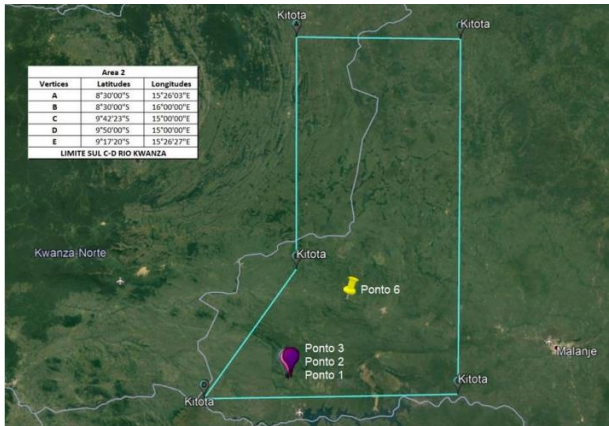 Kitota
Kitota
Area 2
Vertices Latitudes Longitudes
A 8°30'00"S 15°26'03"E
B 8°30'00"S 16°00'00"E
C 9°42'23"S 15°00'00"E
D 9°50'00"S 15°00'00"E
E 9°17'20"S 15°26'27"E
LIMITE SUL C-D RIO KWANZA
Kwanza-Norte
Kitota
Ponto 6
Ponto 3
Ponto 2
Ponto 1
Malanje
Kitota
Kitota